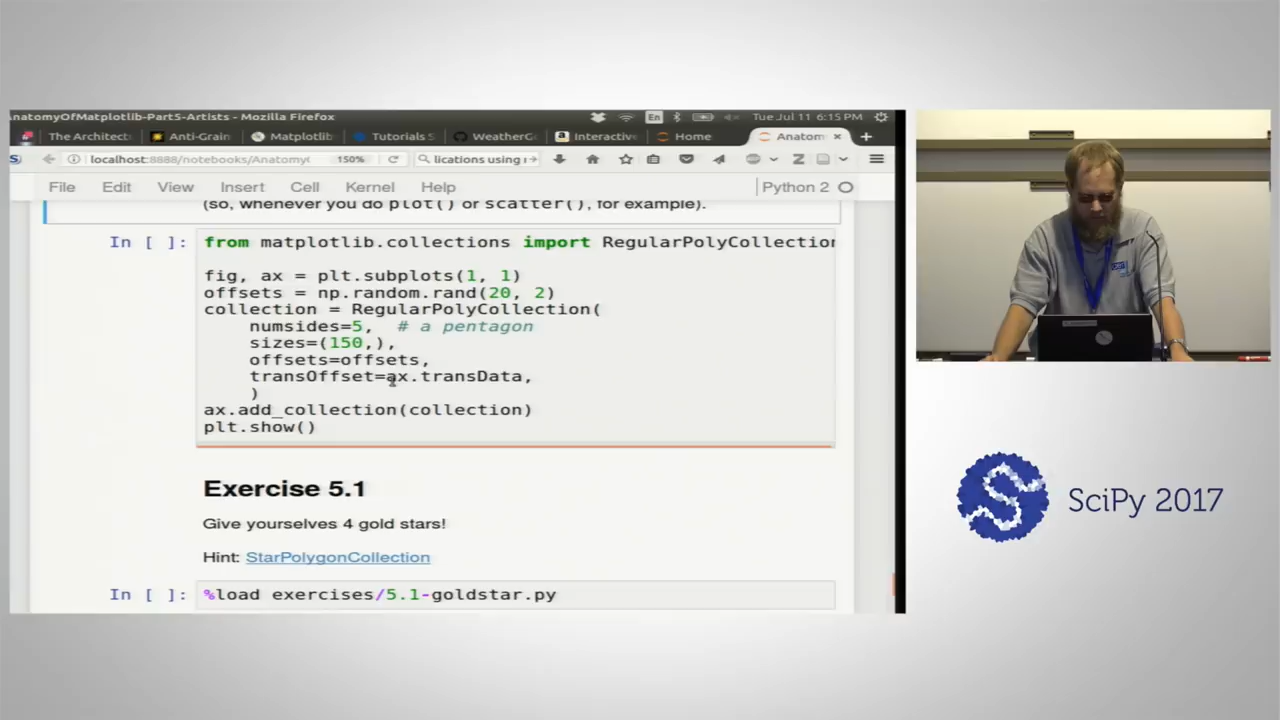 AnatomyOfMatplotlib-Part5-Artists - Mozilla Firefox
En
Tue Jul 11 6:15 PM
The Architect
Anti-Grain
Matplotlib
Tutorials S
WeatherG
Interactive
Home
Anatom
localhost:8888/notebooks/Anatomy
150%
lications using
File Edit View Insert Cell Kernel Help
Python 2
(so, whenever you do plot() or scatter(), for example).
In [ ]: from matplotlib.collections import RegularPolyCollection
fig, ax = plt.subplots(1, 1)
offsets = np.random.rand(20, 2)
collection = RegularPolyCollection(
numsides=5, # a pentagon
sizes=(150,),
offsets=offsets,
transOffset=ax.transData,
)
ax.add_collection(collection)
plt.show()
Exercise 5.1
Give yourselves 4 gold stars!
Hint: StarPolygonCollection
In [ ]: %load exercises/5.1-goldstar.py
SciPy 2017